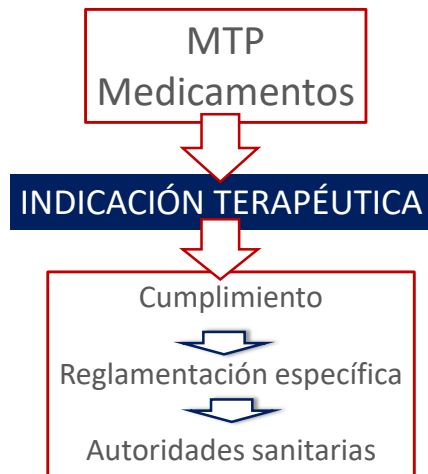 MTP
Medicamentos
INDICACIÓN TERAPÉUTICA
Cumplimiento
Reglamentación específica
Autoridades sanitarias